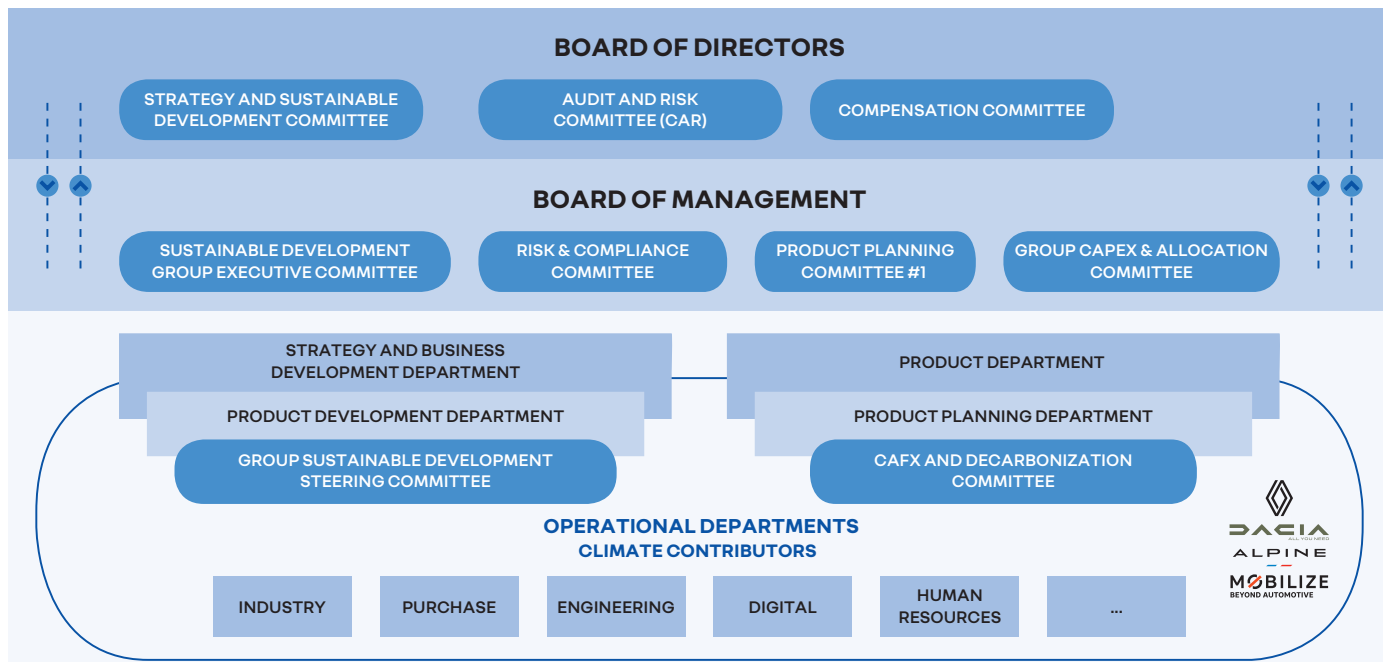 BOARD OF DIRECTORS
STRATEGY AND SUSTAINABLE
DEVELOPMENT COMMITTEE
AUDIT AND RISK
COMMITTEE (CAR)
COMPENSATION COMMITTEE
BOARD OF MANAGEMENT
SUSTAINABLE DEVELOPMENT
GROUP EXECUTIVE COMMITTEE
RISK & COMPLIANCE
COMMITTEE
PRODUCT PLANNING
COMMITTEE #1
GROUP CAPEX & ALLOCATION
COMMITTEE
STRATEGY AND BUSINESS
DEVELOPMENT DEPARTMENT
PRODUCT DEVELOPMENT DEPARTMENT
GROUP SUSTAINABLE DEVELOPMENT
STEERING COMMITTEE
PRODUCT DEPARTMENT
PRODUCT PLANNING DEPARTMENT
CAFX AND DECARBONIZATION
COMMITTEE
OPERATIONAL DEPARTMENTS
CLIMATE CONTRIBUTORS
INDUSTRY
PURCHASE
ENGINEERING
DIGITAL
HUMAN
RESOURCES
...
DACIA
ALL YOU NEED
ALPINE
MOBILIZE
BEYOND AUTOMOTIVE